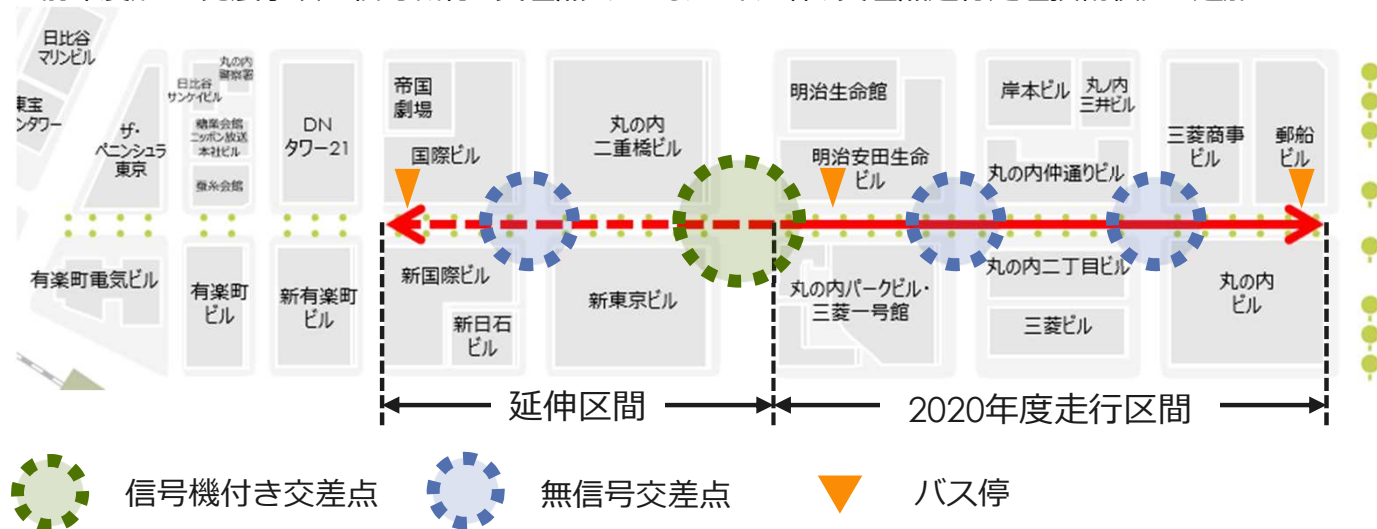 日比谷
マリンビル
東宝
ンタワー
ザ・
ペニンシュラ
東京
丸の内
警察署
日比谷
サンケイビル
糖業会館
ニッポン放送
本社ビル
蚕糸会館
DN
タワー21
帝国
劇場
国際ビル
丸の内
二重橋ビル
明治生命館
明治安田生命
ビル
岸本ビル
丸ノ内
三井ビル
丸の内仲通りビル
三菱商事
ビル
郵船
ビル
有楽町電気ビル
有楽町
ビル
新有楽町
ビル
新国際ビル
新日石
ビル
新東京ビル
丸の内パークビル・
三菱一号館
丸の内二丁目ビル
三菱ビル
丸の内
ビル
延伸区間
2020年度走行区間
信号機付き交差点
無信号交差点
バス停